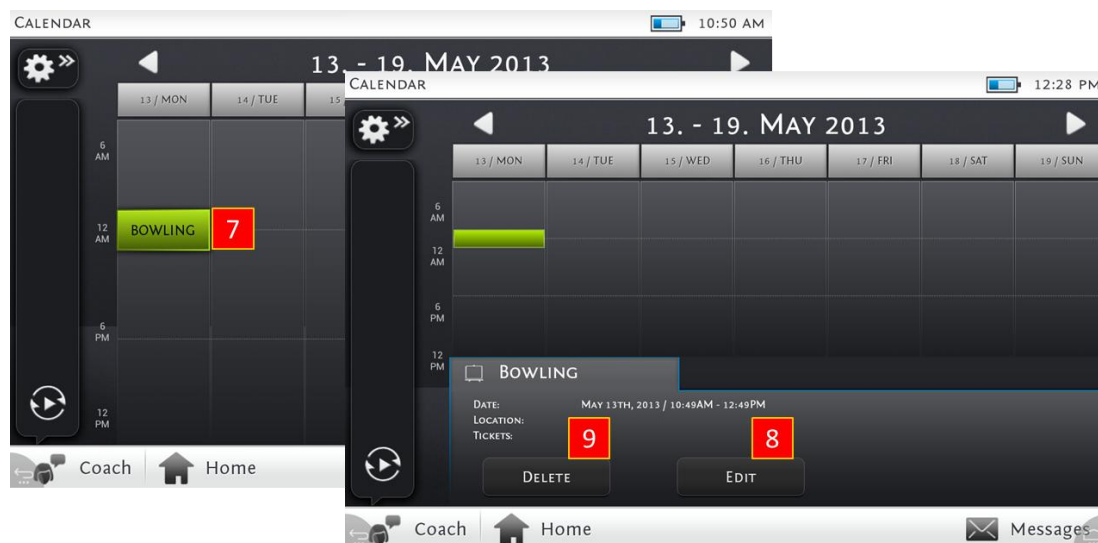 CALENDAR
10:50 AM
13. - 19. MAY 2013
13 / MON 14 / TUE 15
6 AM
12 AM
BOWLING
7
6 PM
12 PM
Coach
Home
CALENDAR
12:28 PM
13. - 19. MAY 2013
13 / MON 14 / TUE 15 / WED 16 / THU 17 / FRI 18 / SAT 19 / SUN
6 AM
12 AM
6 PM
12 PM
BOWLING
DATE: MAY 13TH, 2013 / 10:49AM - 12:49PM
LOCATION:
TICKETS:
9
8
DELETE
EDIT
Coach
Home
Messages